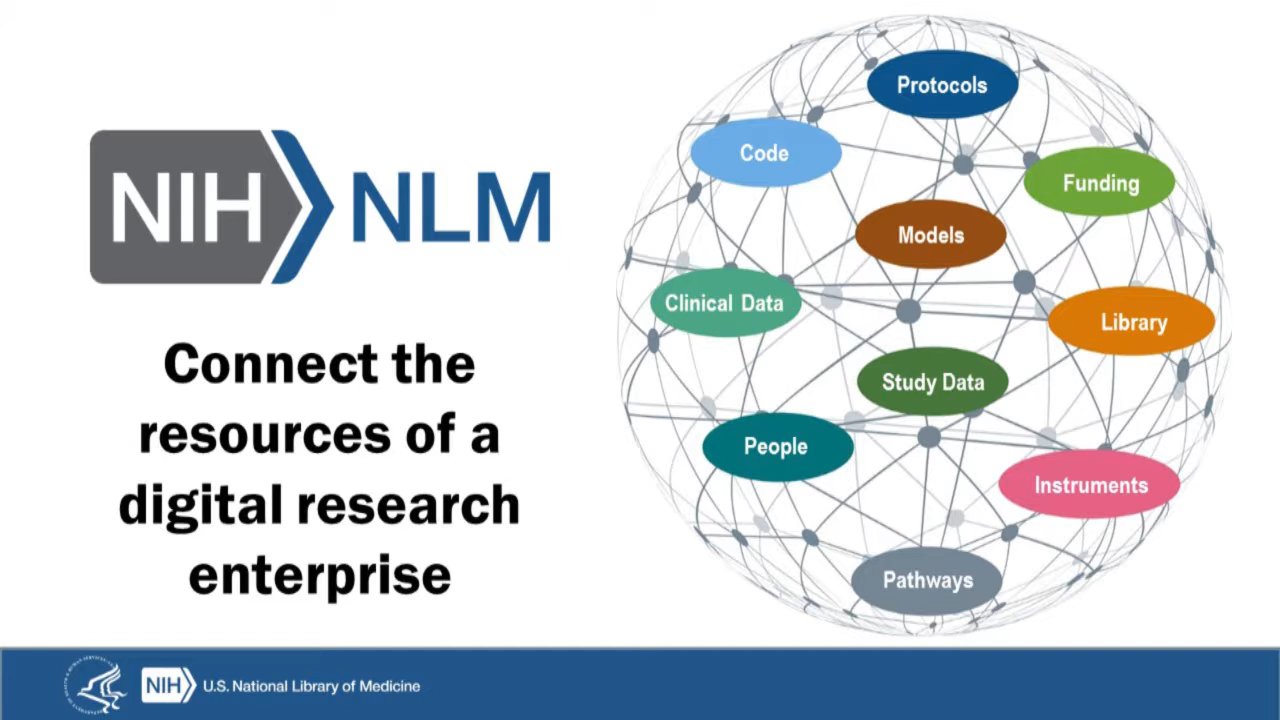 NIH NLM
Connect the
resources of a
digital research
enterprise
Protocols
Code
Funding
Models
Clinical Data
Library
Study Data
People
Instruments
Pathways
NIH U.S. National Library of Medicine